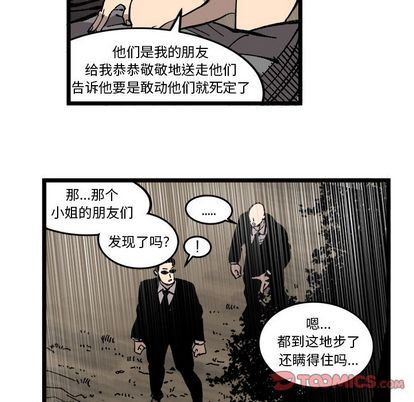 他们是我的朋友
给我恭恭敬敬地送走他们
告诉他要是敢动他们就死定了
那...那个
小姐的朋友们
发现了吗?
.....
!
嗯...
都到这地步了
还瞒得住吗...
TOOMICS.COM